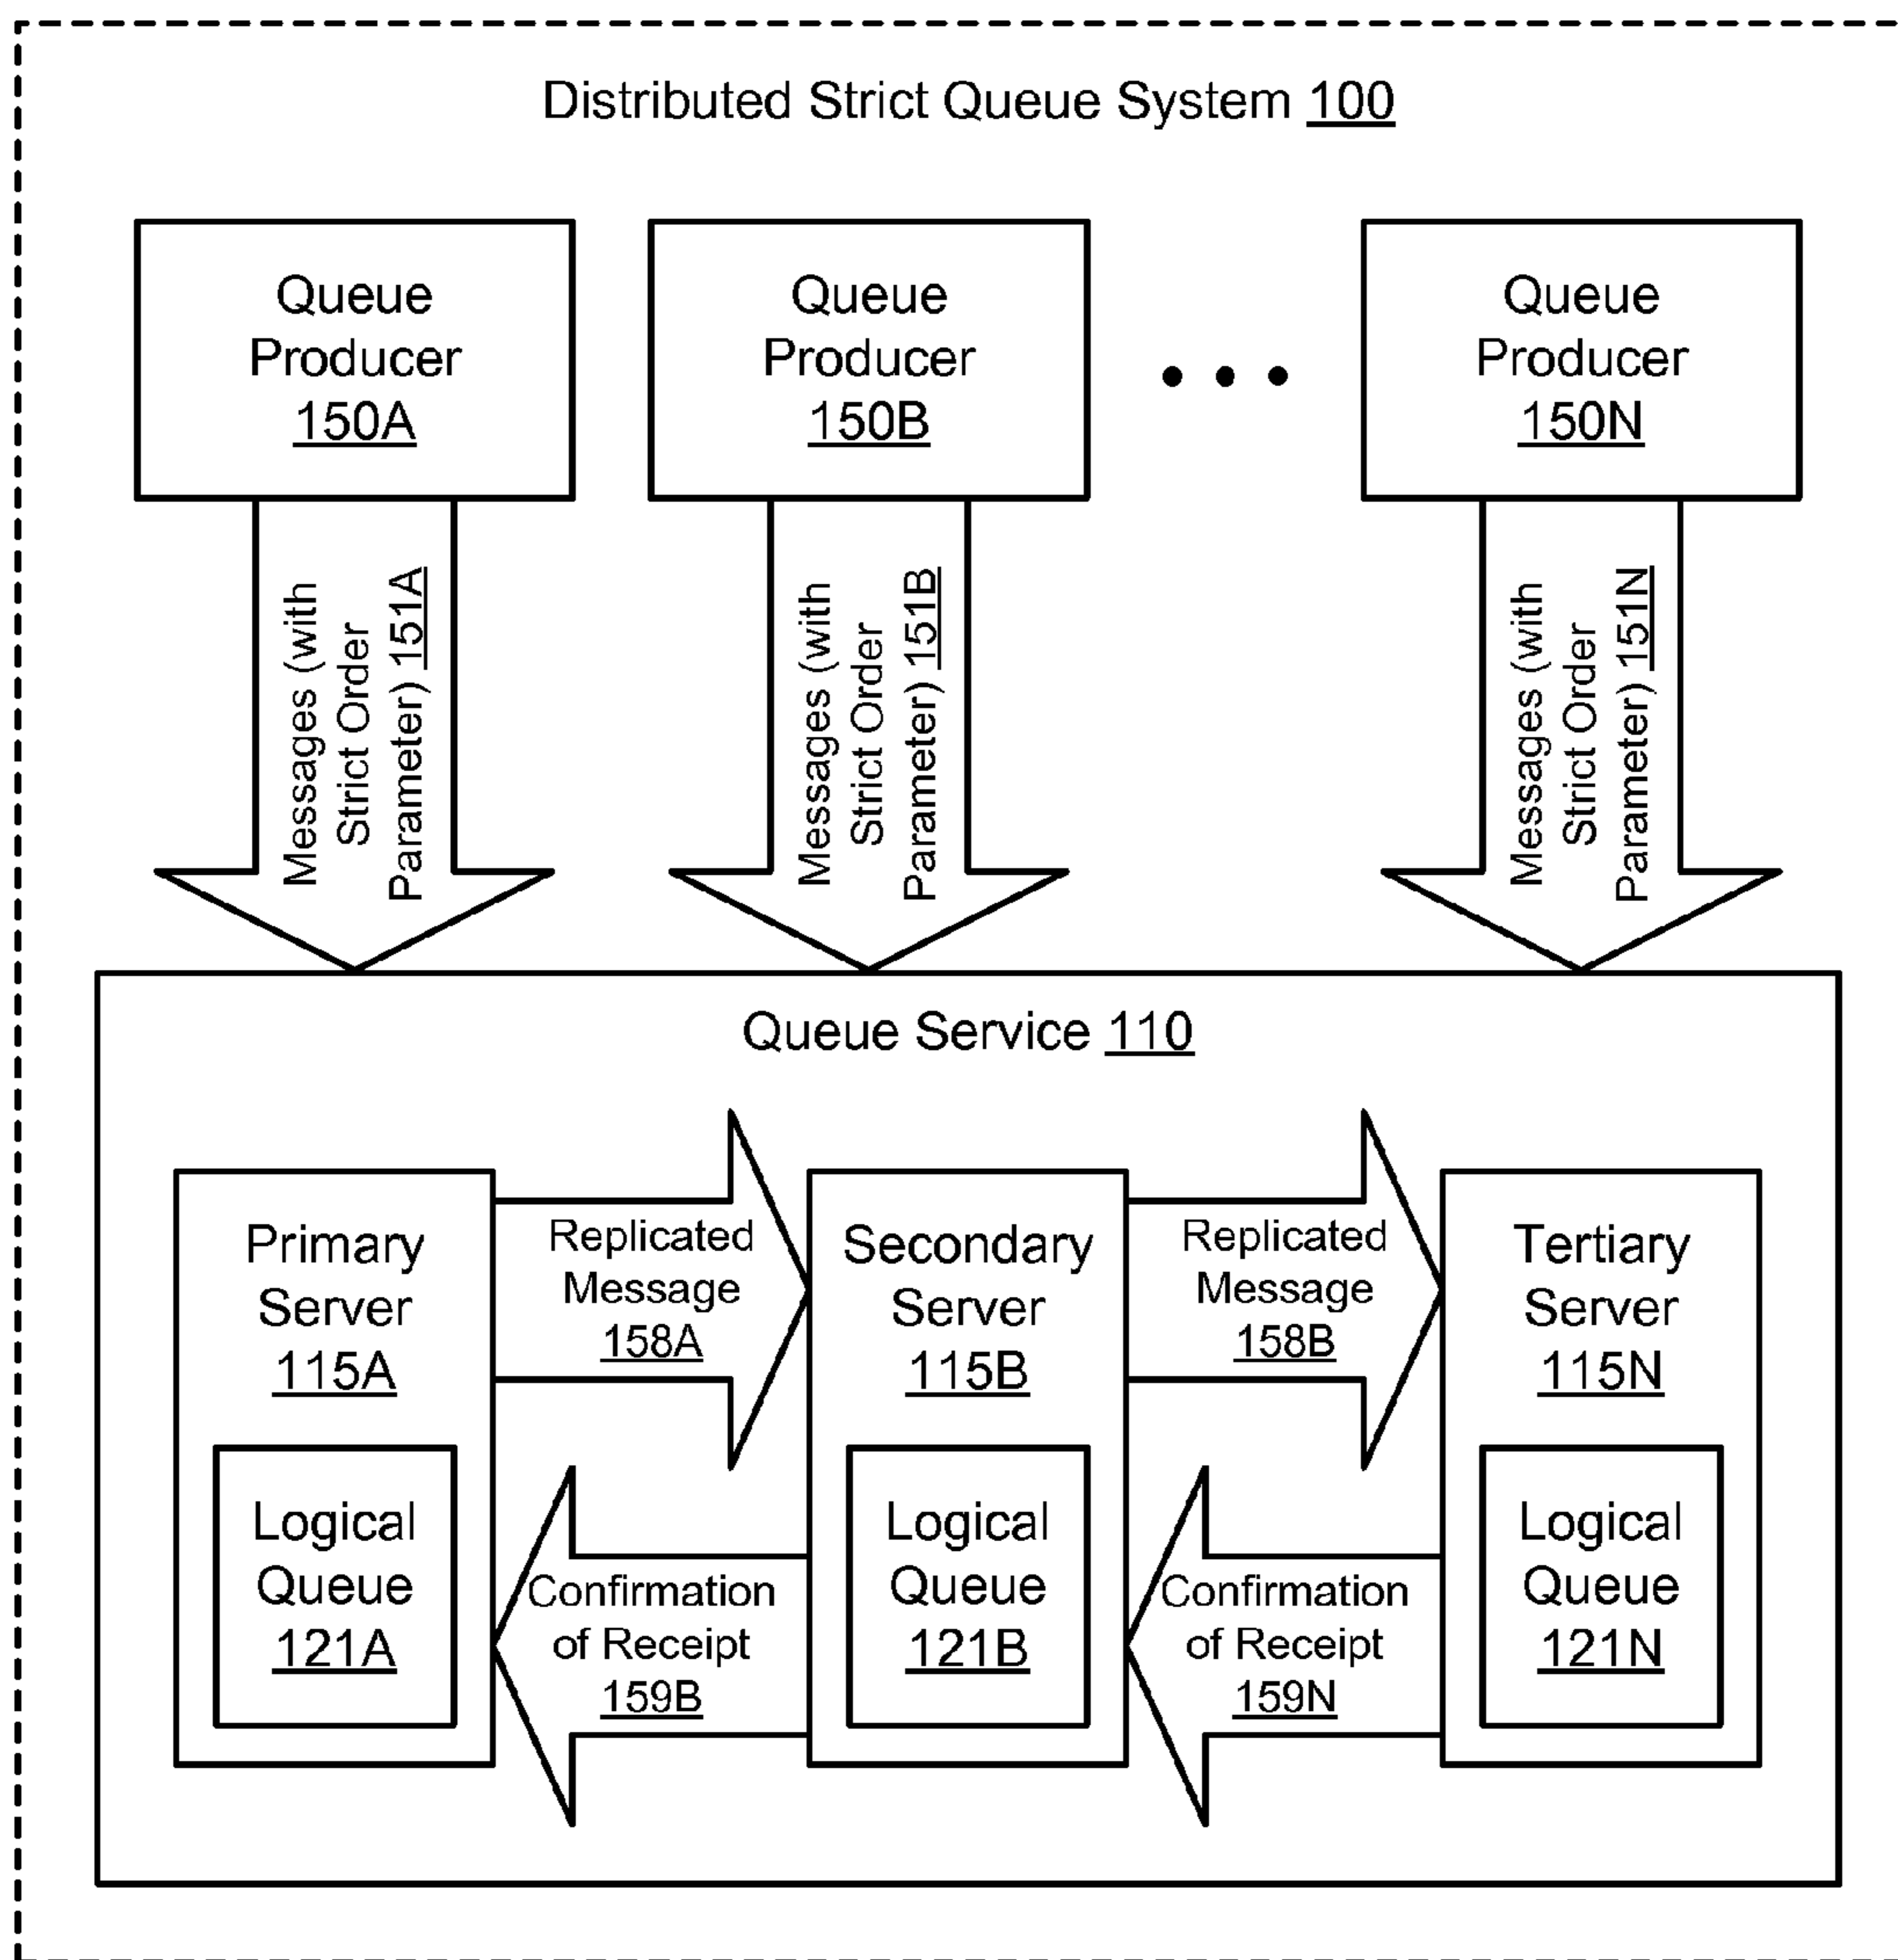 Distributed Strict Queue System 100
Queue
Producer
150A
Queue
Producer
150B
Queue
Producer
150N
Messages (with
Strict Order
Parameter) 151A
Messages (with
Strict Order
Parameter) 151B
Messages (with
Strict Order
Parameter) 151N
Queue Service 110
Primary
Server
115A
Replicated
Message
158A
Secondary
Server
115B
Replicated
Message
158B
Tertiary
Server
115N
Logical
Queue
121A
Confirmation
of Receipt
159B
Logical
Queue
121B
Confirmation
of Receipt
159N
Logical
Queue
121N